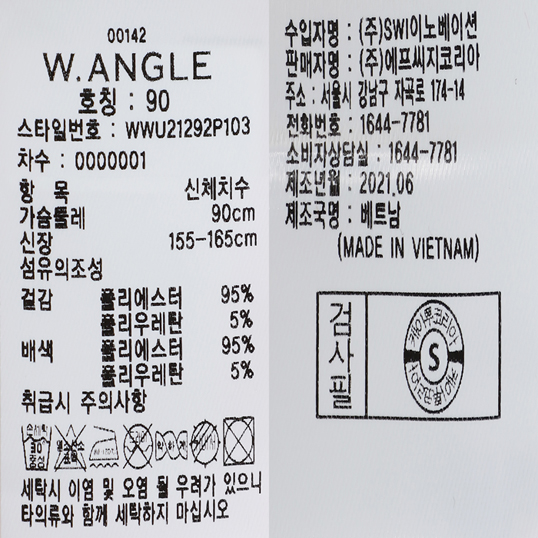 00142
W.ANGLE
호칭 : 90
스타일번호 : WWU21292P103
차수 : 0000001
항 목 신체치수
가슴둘레 90cm
신장 155-165cm
섬유의조성
겉감 폴리에스터 95%
폴리우레탄 5%
배색 폴리에스터 95%
폴리우레탄 5%
취급시 주의사항
손세탁 30 중성
세탁시 이염 및 오염 될 우려가 있으니
타의류와 함께 세탁하지 마십시오
수입자명 : (주)SWI이노베이션
판매자명 : (주)에프씨지코리아
주소 : 서울시 강남구 자곡로 174-14
전화번호 : 1644-7781
소비자상담실 : 1644-7781
제조년월 : 2021.06
제조국명 : 베트남
(MADE IN VIETNAM)
검사필
S